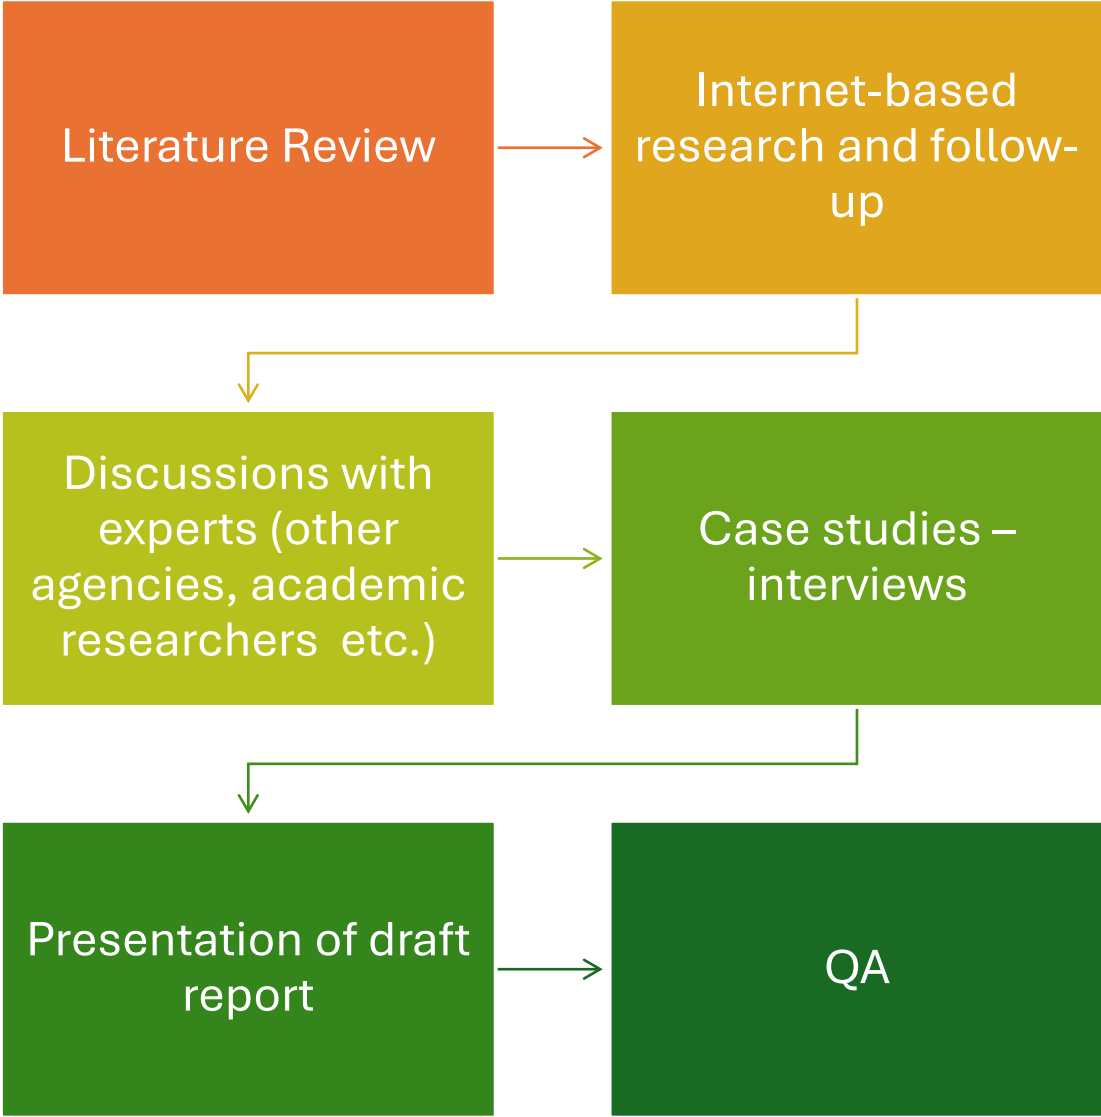 Literature Review
Internet-based
research and follow-
up
Discussions with
experts (other
agencies, academic
researchers  etc.)
Case studies –
interviews
Presentation of draft
report
QA